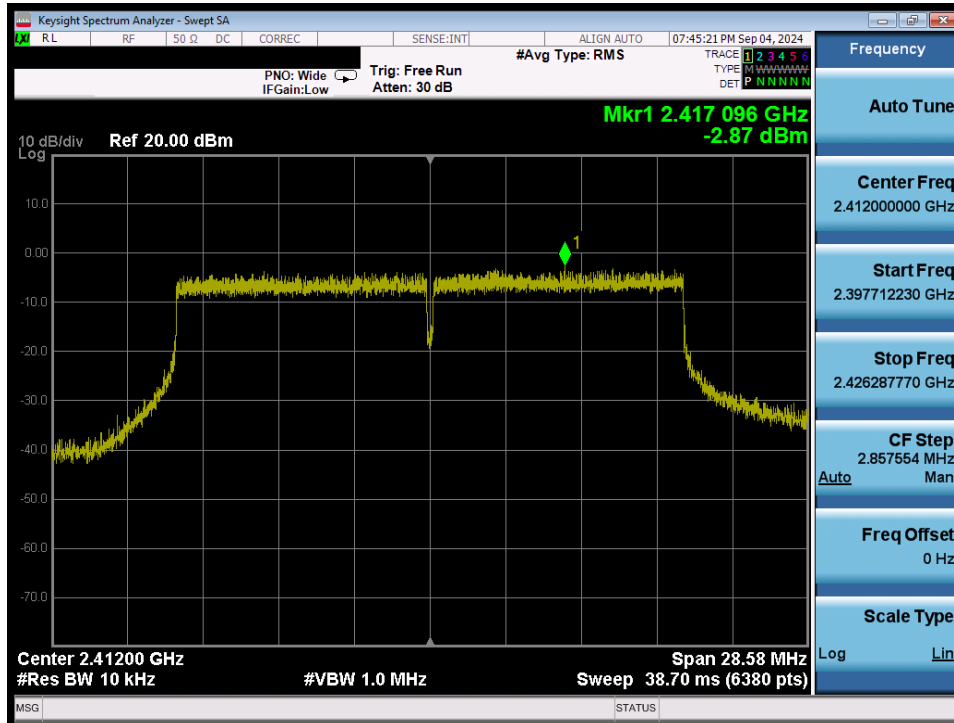 Keysight Spectrum Analyzer - Swept SA
LXI RL RF 50 Ω DC CORREC SENSE:INT ALIGN AUTO 07:45:21 PM Sep 04, 2024
PNO: Wide
IFGain:Low
Trig: Free Run
Atten: 30 dB
#Avg Type: RMS
TRACE 1 2 3 4 5 6
TYPE M WWWWW
DET P N N N N N
Mkr1 2.417 096 GHz
-2.87 dBm
10 dB/div Ref 20.00 dBm
Log
10.0
0.00
-10.0
-20.0
-30.0
-40.0
-50.0
-60.0
-70.0
1
Center 2.41200 GHz Span 28.58 MHz
#Res BW 10 kHz #VBW 1.0 MHz Sweep 38.70 ms (6380 pts)
MSG STATUS
Frequency
Auto Tune
Center Freq
2.412000000 GHz
Start Freq
2.397712230 GHz
Stop Freq
2.426287770 GHz
CF Step
2.857554 MHz
Auto Man
Freq Offset
0 Hz
Scale Type
Log Lin